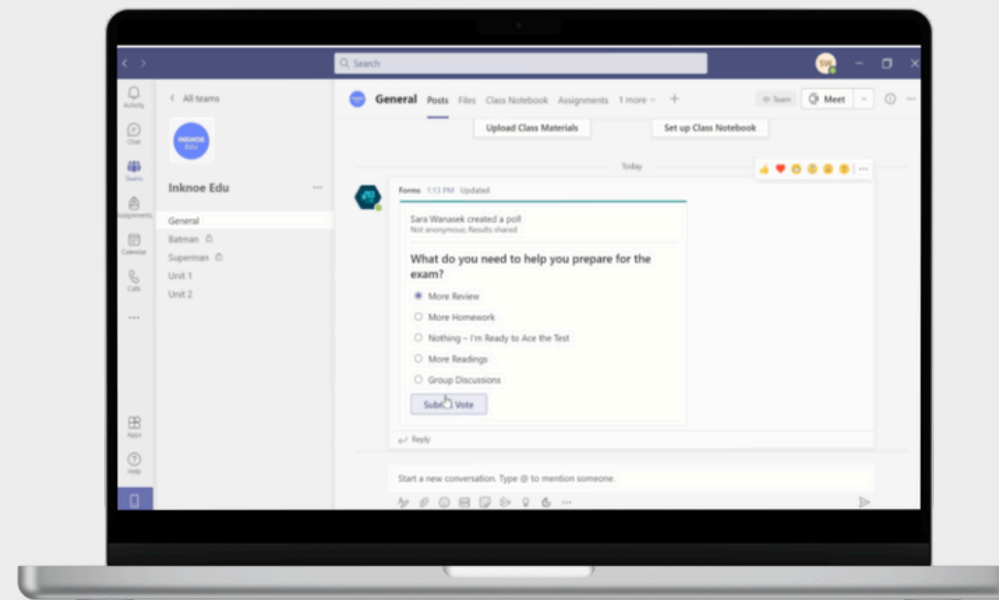 Search
SW
Activity
Chat
Teams
Assignments
Calendar
Calls
Apps
Help
All teams
INKNOE
Edu
Inknoe Edu
General
Batman
Superman
Unit 1
Unit 2
General Posts Files Class Notebook Assignments 1 more
Team Meet
Upload Class Materials Set up Class Notebook
Today
Forms 1:13 PM Updated
Sara Wanasek created a poll
Not anonymous; Results shared
What do you need to help you prepare for the
exam?
More Review
More Homework
Nothing – I'm Ready to Ace the Test
More Readings
Group Discussions
Submit Vote
Reply
Start a new conversation. Type @ to mention someone.